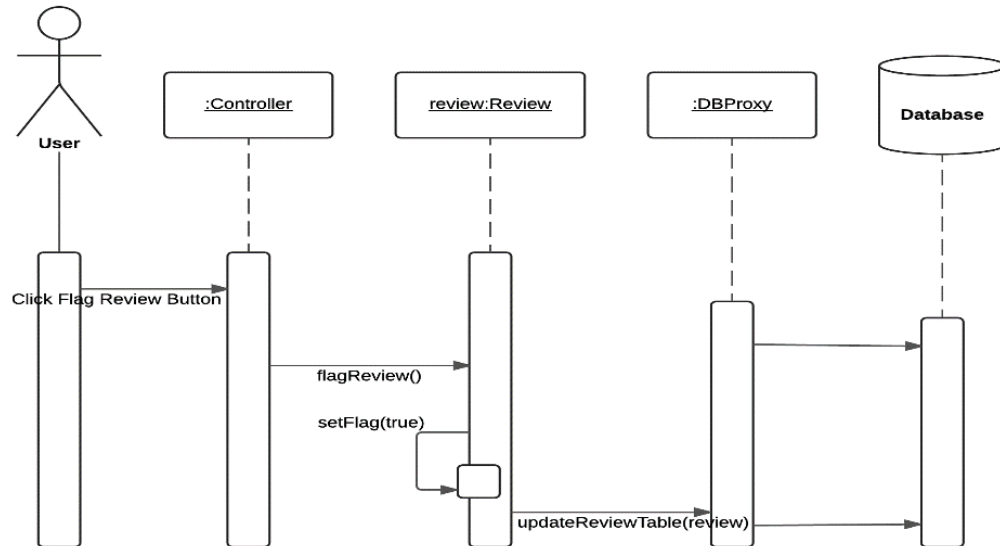 :Controller
review:Review
:DBProxy
Database
User
Click Flag Review Button
flagReview()
setFlag(true)
updateReviewTable(review)